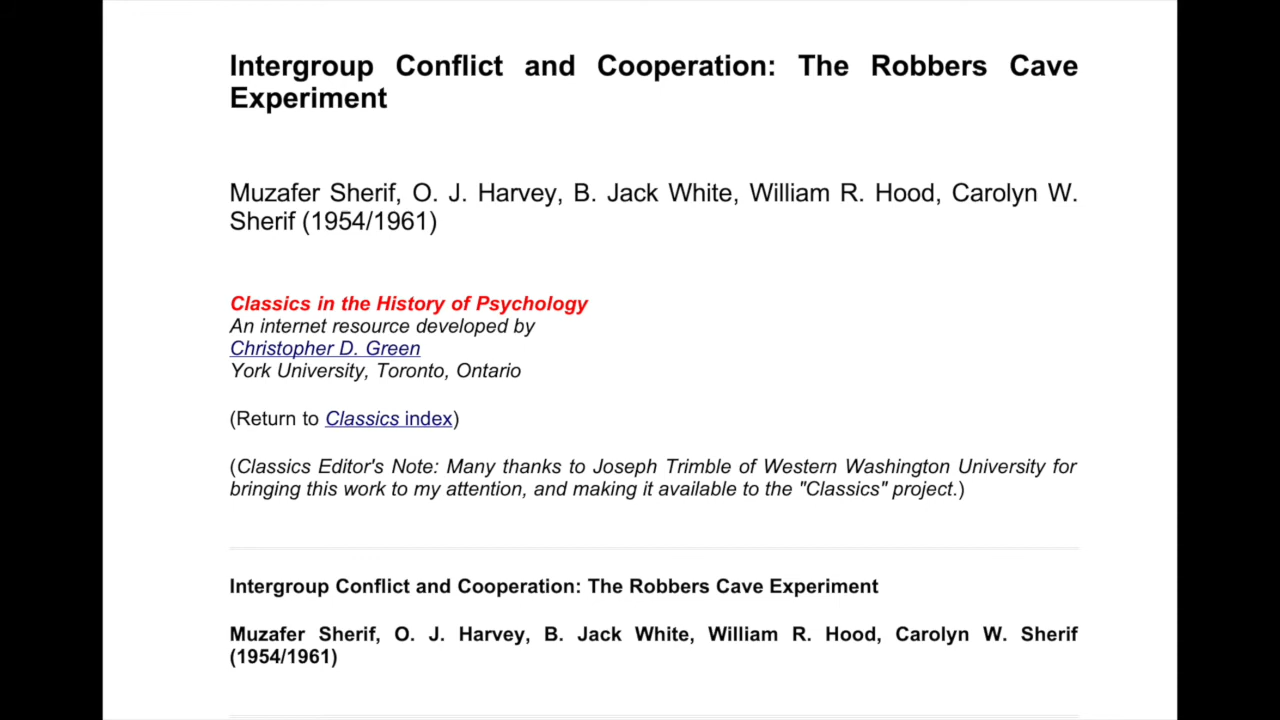 Intergroup Conflict and Cooperation: The Robbers Cave
Experiment
Muzafer Sherif, O. J. Harvey, B. Jack White, William R. Hood, Carolyn W.
Sherif (1954/1961)
Classics in the History of Psychology
An internet resource developed by
Christopher D. Green
York University, Toronto, Ontario
(Return to Classics index)
(Classics Editor's Note: Many thanks to Joseph Trimble of Western Washington University for
bringing this work to my attention, and making it available to the "Classics" project.)
Intergroup Conflict and Cooperation: The Robbers Cave Experiment
Muzafer Sherif, O. J. Harvey, B. Jack White, William R. Hood, Carolyn W. Sherif
(1954/1961)